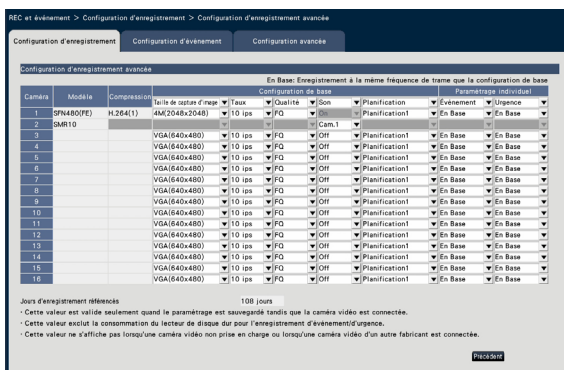 REC et évènem > Configuration d'enregistrement > Configuration d'enregistrement avancée
Configuration d'enregistrement Configuration d'évènement Configuration avancée
Configuration d'enregistrement avancée
En Base: Enregistrement à la même fréquence de trame que la configuration de base
Caméra Modèle Compression Configuration de base Paramétrage individuel
Taille de capture d'image Taux Qualité Son Planification Évènement Urgence
1 SFN480(FE) H.264(1) 4M(2048x2048) 10 ips FQ On Planification1 En Base En Base
2 SMR10 Cam.1
3 VGA(640x480) 10 ips FQ Off Planification1 En Base En Base
4 VGA(640x480) 10 ips FQ Off Planification1 En Base En Base
5 VGA(640x480) 10 ips FQ Off Planification1 En Base En Base
6 VGA(640x480) 10 ips FQ Off Planification1 En Base En Base
7 VGA(640x480) 10 ips FQ Off Planification1 En Base En Base
8 VGA(640x480) 10 ips FQ Off Planification1 En Base En Base
9 VGA(640x480) 10 ips FQ Off Planification1 En Base En Base
10 VGA(640x480) 10 ips FQ Off Planification1 En Base En Base
11 VGA(640x480) 10 ips FQ Off Planification1 En Base En Base
12 VGA(640x480) 10 ips FQ Off Planification1 En Base En Base
13 VGA(640x480) 10 ips FQ Off Planification1 En Base En Base
14 VGA(640x480) 10 ips FQ Off Planification1 En Base En Base
15 VGA(640x480) 10 ips FQ Off Planification1 En Base En Base
16 VGA(640x480) 10 ips FQ Off Planification1 En Base En Base
Jours d'enregistrement référencés 108 jours
· Cette valeur est valide seulement quand le paramétrage est sauvegardé tandis que la caméra vidéo est connectée.
· Cette valeur exclut la consommation du lecteur de disque dur pour l'enregistrement d'évènement/d'urgence.
· Cette valeur ne s'affiche pas lorsqu'une caméra vidéo non prise en charge ou lorsqu'une caméra vidéo d'un autre fabricant est connectée.
Précédent